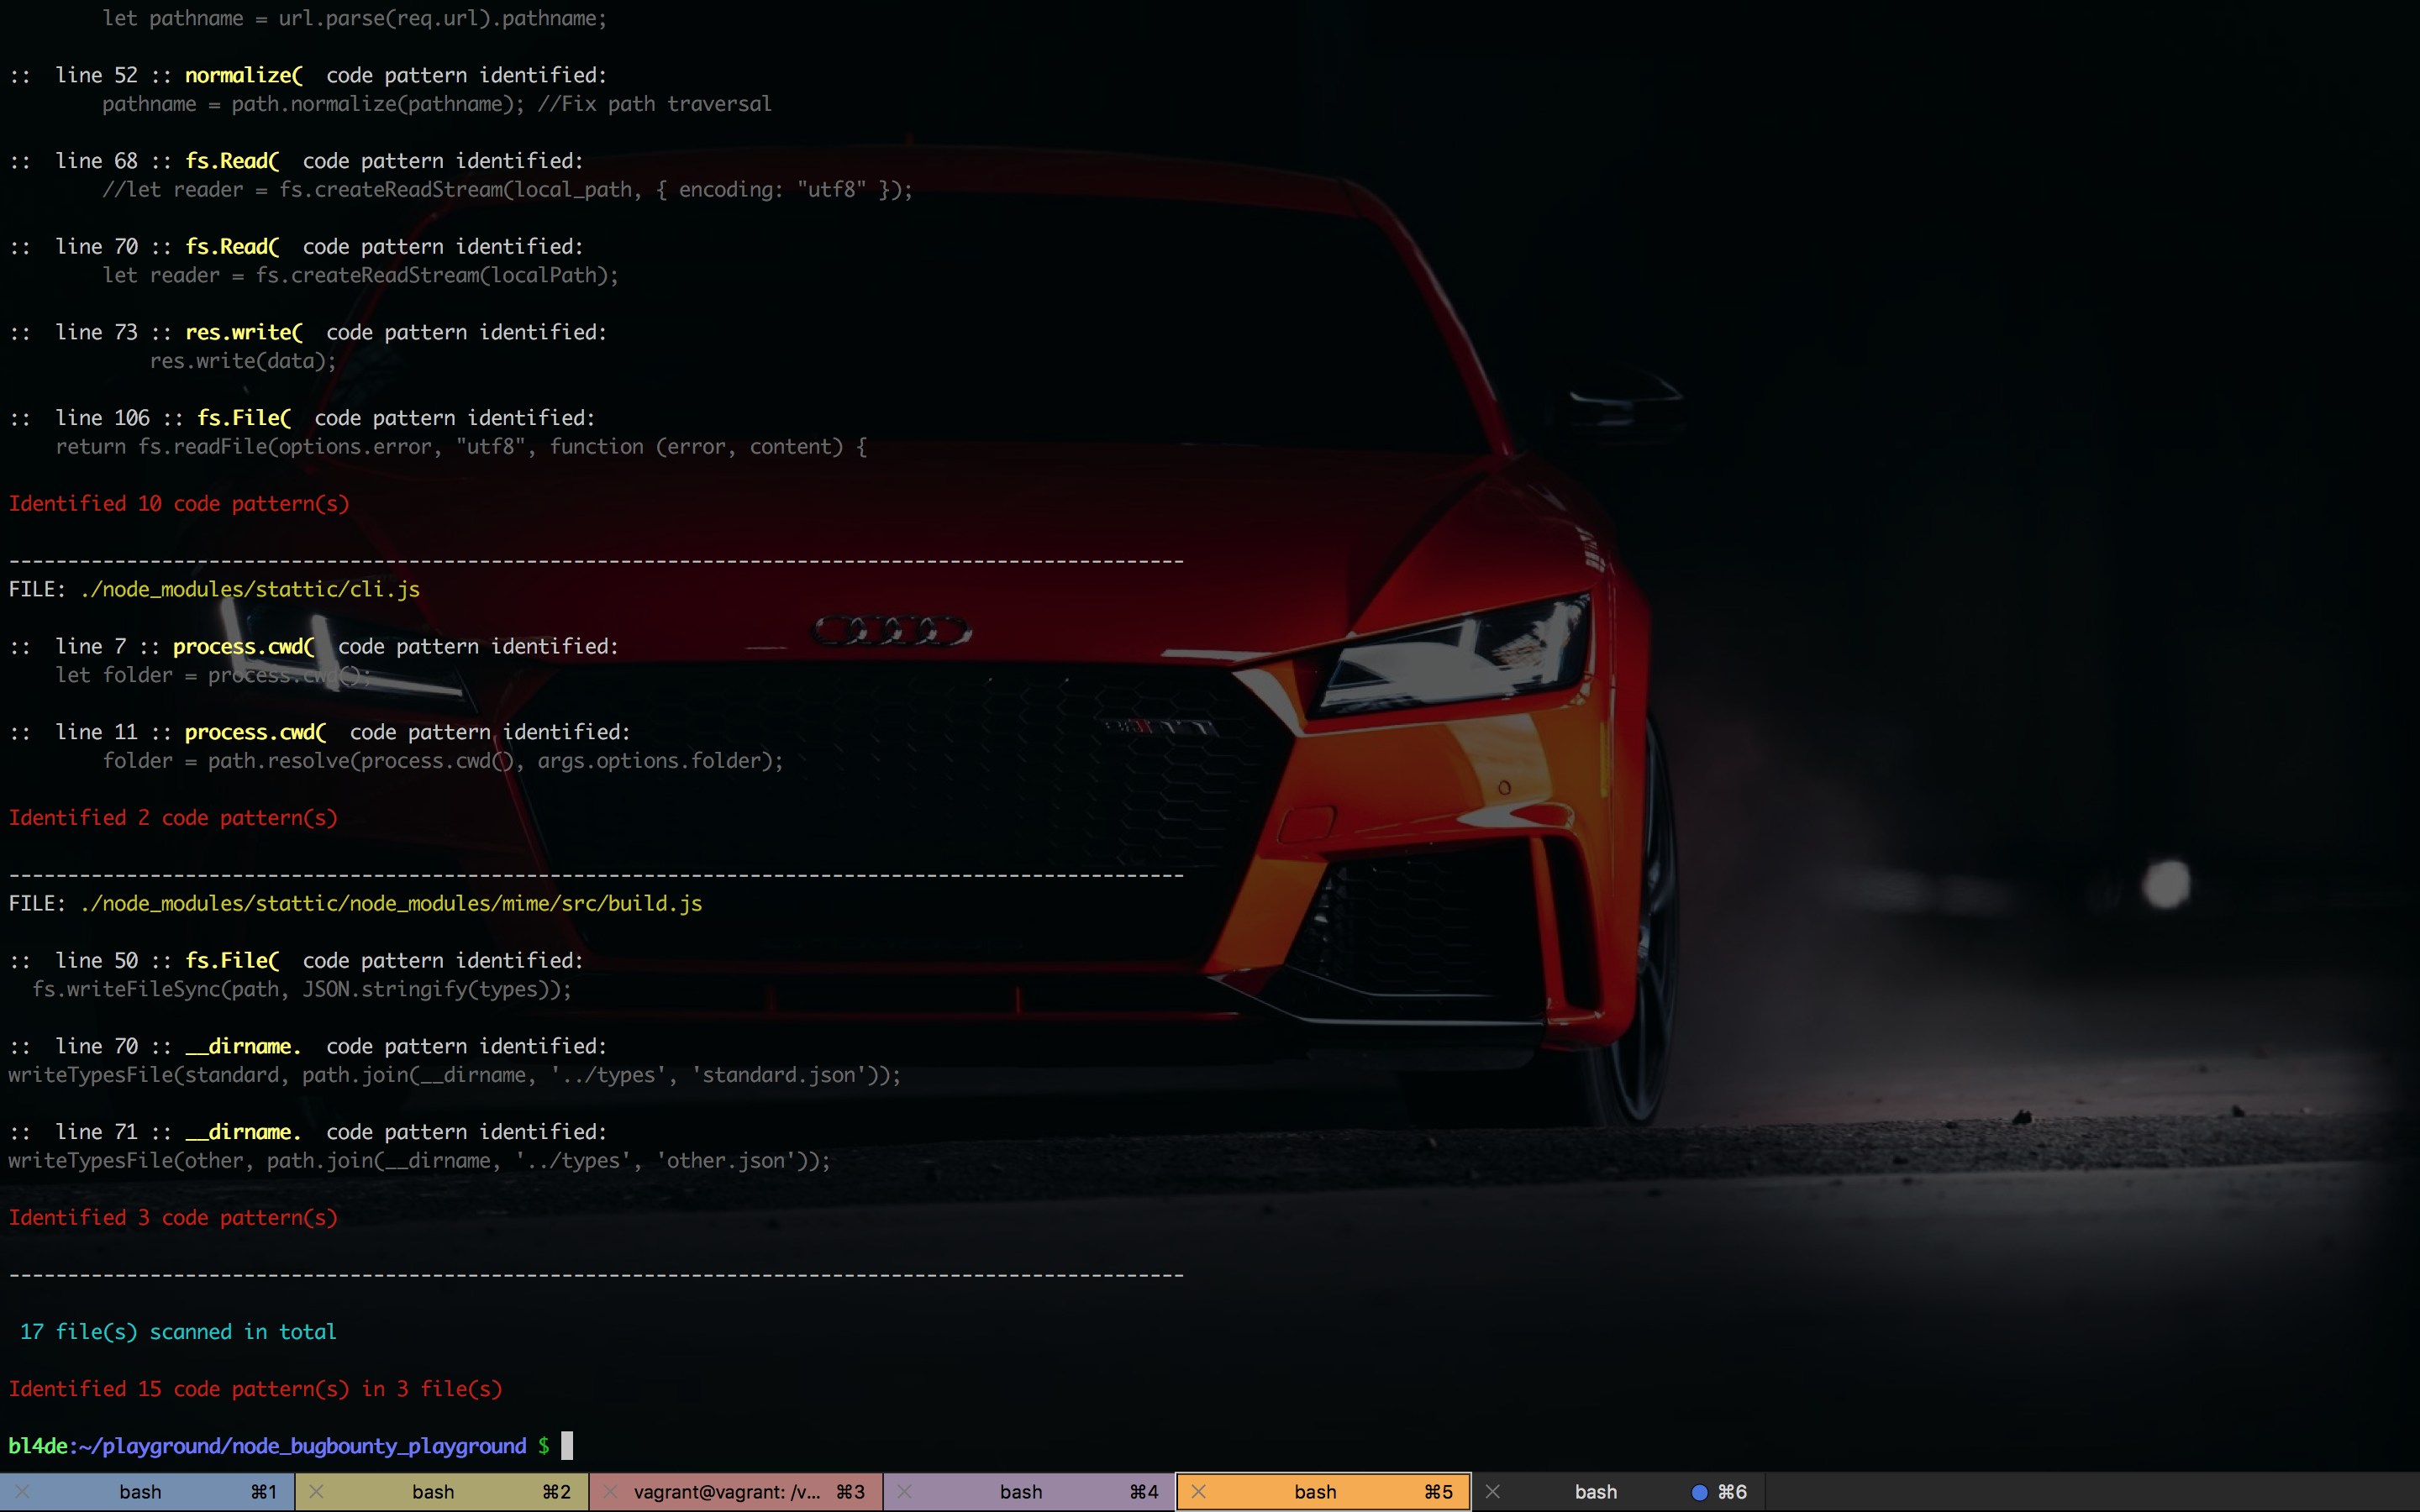 let pathname = url.parse(req.url).pathname;
:: line 52 :: normalize( code pattern identified:
pathname = path.normalize(pathname); //Fix path traversal
:: line 68 :: fs.Read( code pattern identified:
//let reader = fs.createReadStream(local_path, { encoding: "utf8" });
:: line 70 :: fs.Read( code pattern identified:
let reader = fs.createReadStream(localPath);
:: line 73 :: res.write( code pattern identified:
res.write(data);
:: line 106 :: fs.File( code pattern identified:
return fs.readFile(options.error, "utf8", function (error, content) {
Identified 10 code pattern(s)
----------------------------------------------------------------------------------------------------
FILE: ./node_modules/stattic/cli.js
:: line 7 :: process.cwd( code pattern identified:
let folder = process.cwd();
:: line 11 :: process.cwd( code pattern identified:
folder = path.resolve(process.cwd(), args.options.folder);
Identified 2 code pattern(s)
----------------------------------------------------------------------------------------------------
FILE: ./node_modules/stattic/node_modules/mime/src/build.js
:: line 50 :: fs.File( code pattern identified:
fs.writeFileSync(path, JSON.stringify(types));
:: line 70 :: __dirname. code pattern identified:
writeTypesFile(standard, path.join(__dirname, '../types', 'standard.json'));
:: line 71 :: __dirname. code pattern identified:
writeTypesFile(other, path.join(__dirname, '../types', 'other.json'));
Identified 3 code pattern(s)
----------------------------------------------------------------------------------------------------
17 file(s) scanned in total
Identified 15 code pattern(s) in 3 file(s)
bl4de:~/playground/node_bugbounty_playground $
bash ⌘1 bash ⌘2 vagrant@vagrant: /v... ⌘3 bash ⌘4 bash ⌘5 bash ⌘6